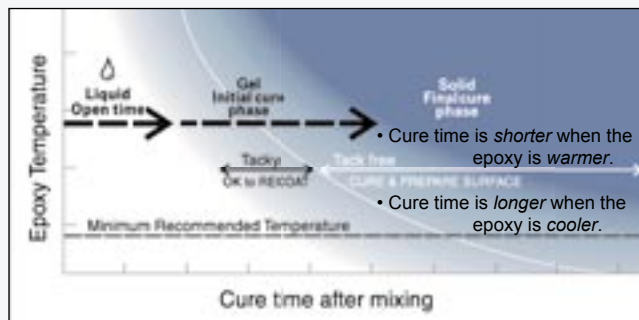 Liquid
Open time
Gel
Initial cure
phase
Solid
Final cure
phase
• Cure time is shorter when the
epoxy is warmer.
Tacky
OK to RECOAT
Tack free
CURE & PREPARE SURFACE
• Cure time is longer when the
epoxy is cooler.
Minimum Recommended Temperature
Epoxy Temperature
Cure time after mixing